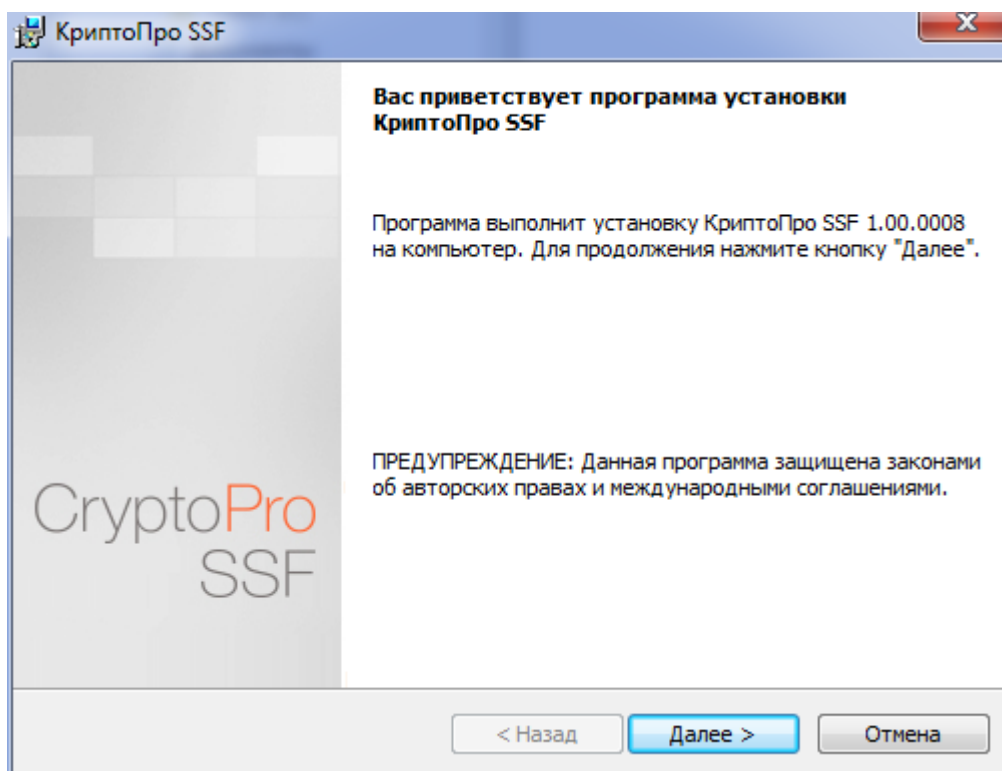 КриптоПро SSF
X
Вас приветствует программа установки
КриптоПро SSF
Программа выполнит установку КриптоПро SSF 1.00.0008
на компьютер. Для продолжения нажмите кнопку "Далее".
ПРЕДУПРЕЖДЕНИЕ: Данная программа защищена законами
об авторских правах и международными соглашениями.
CryptoPro
SSF
< Назад
Далее >
Отмена